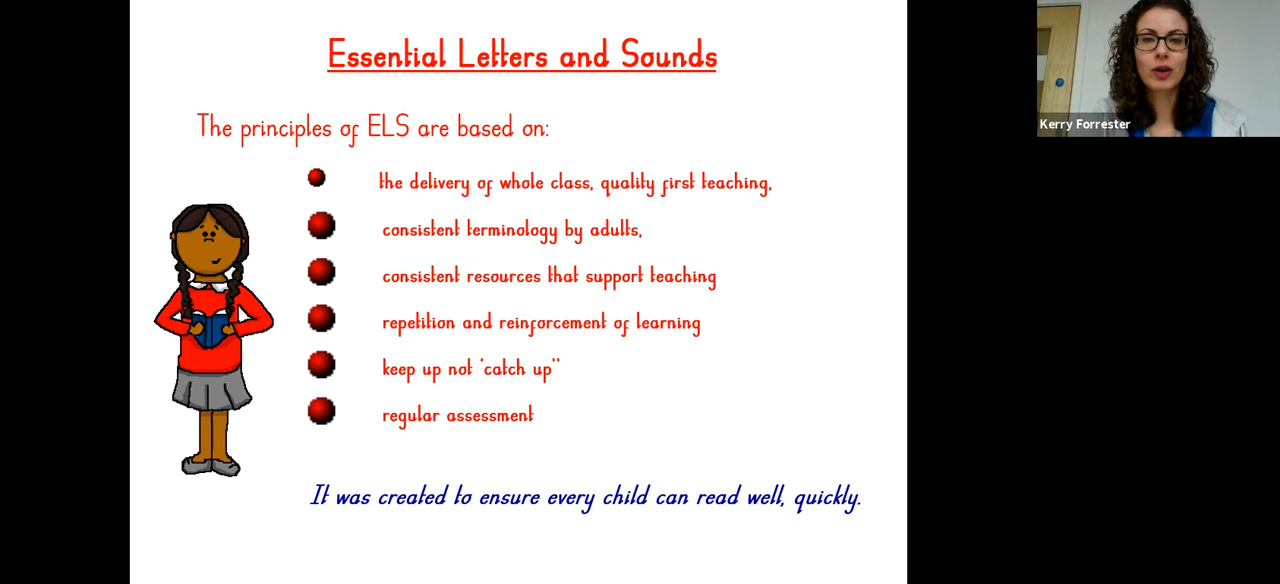 Essential Letters and Sounds
The principles of ELS are based on:
the delivery of whole class, quality first teaching,
consistent terminology by adults,
consistent resources that support teaching
repetition and reinforcement of learning
keep up not 'catch up"
regular assessment
It was created to ensure every child can read well, quickly.
Kerry Forrester